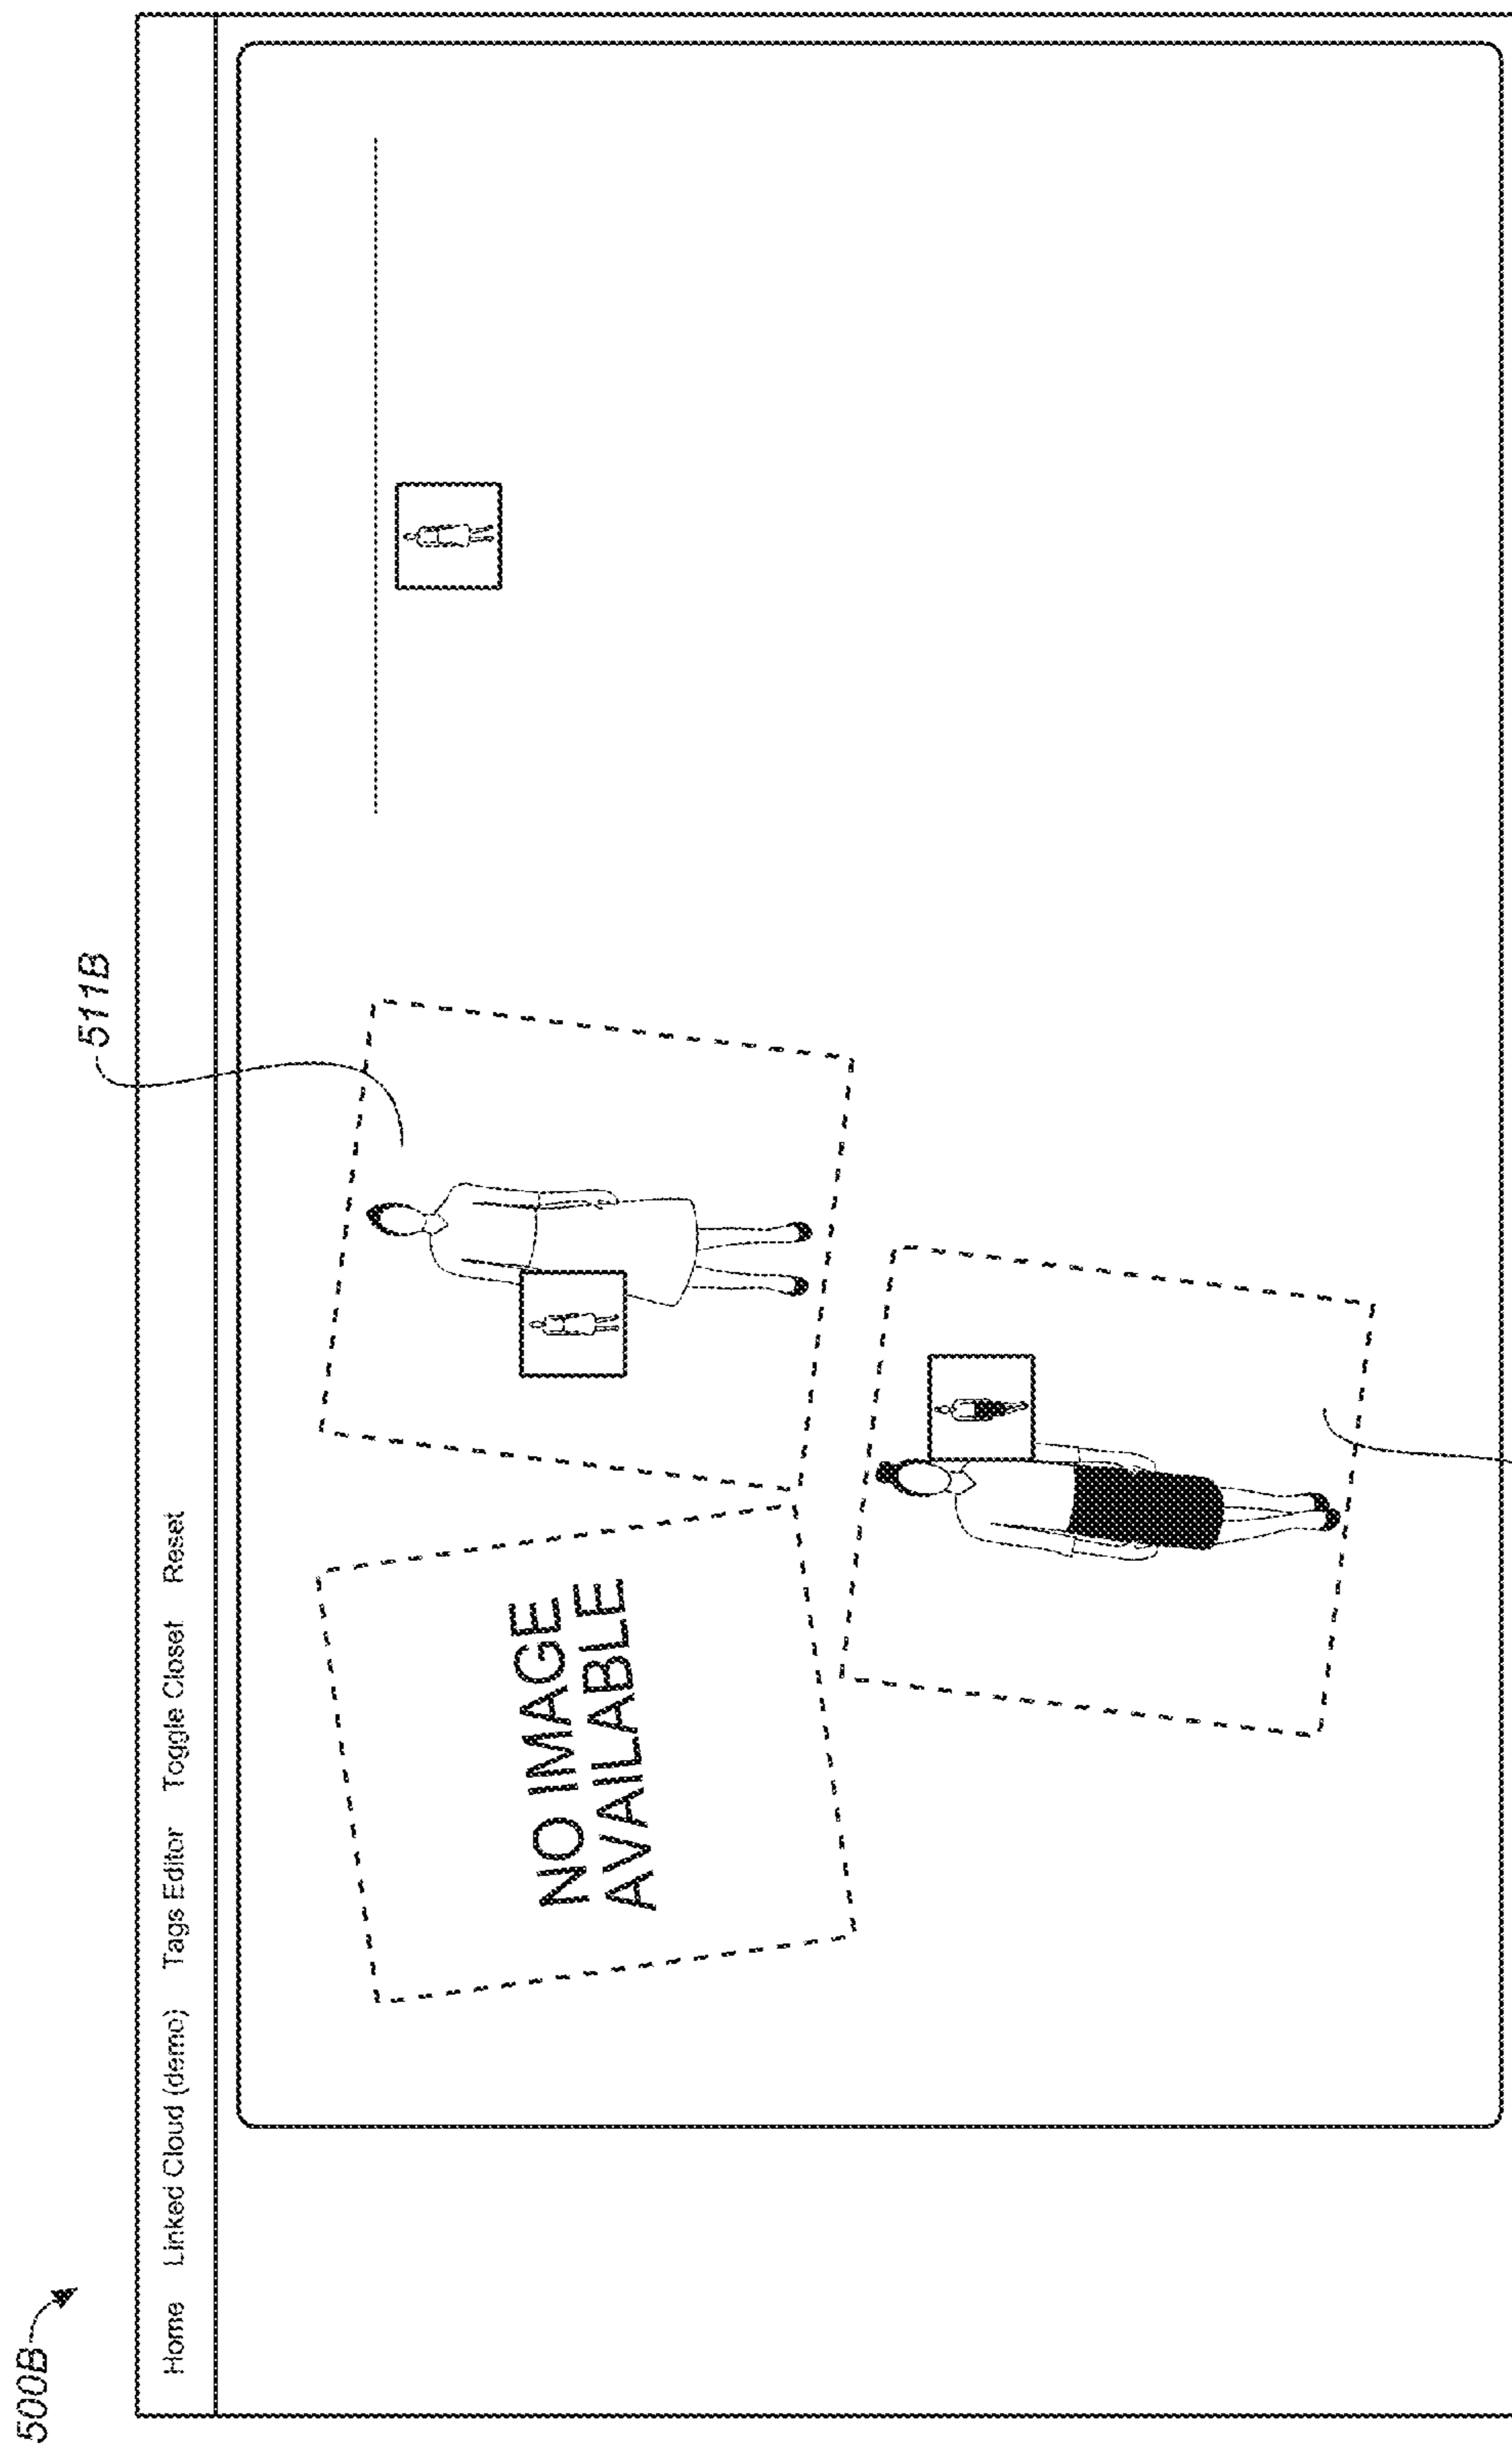 500B
511B
Home Linked Cloud (demo) Tags Editor Toggle Closet Reset
NO IMAGE
AVAILABLE